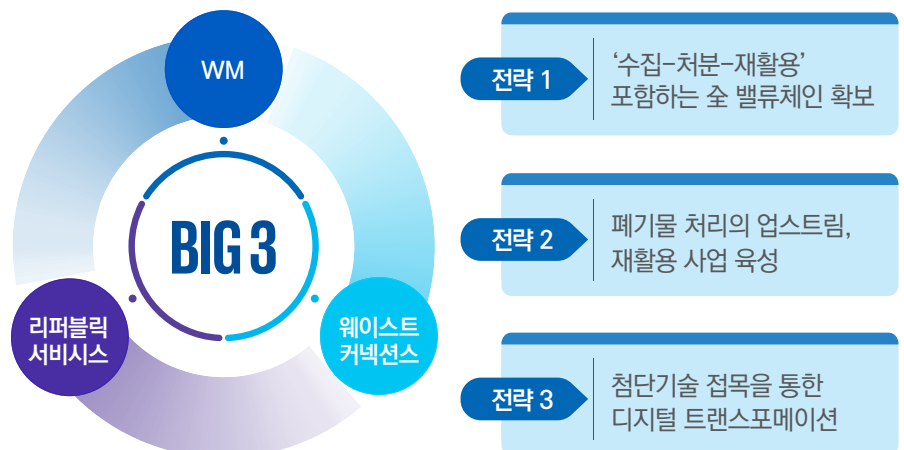 WM
BIG 3
리퍼블릭
서비시스
웨이스트
커넥션스
전략 1
‘수집-처분-재활용’
포함하는 全 밸류체인 확보
전략 2
폐기물 처리의 업스트림,
재활용 사업 육성
전략 3
첨단기술 접목을 통한
디지털 트랜스포메이션